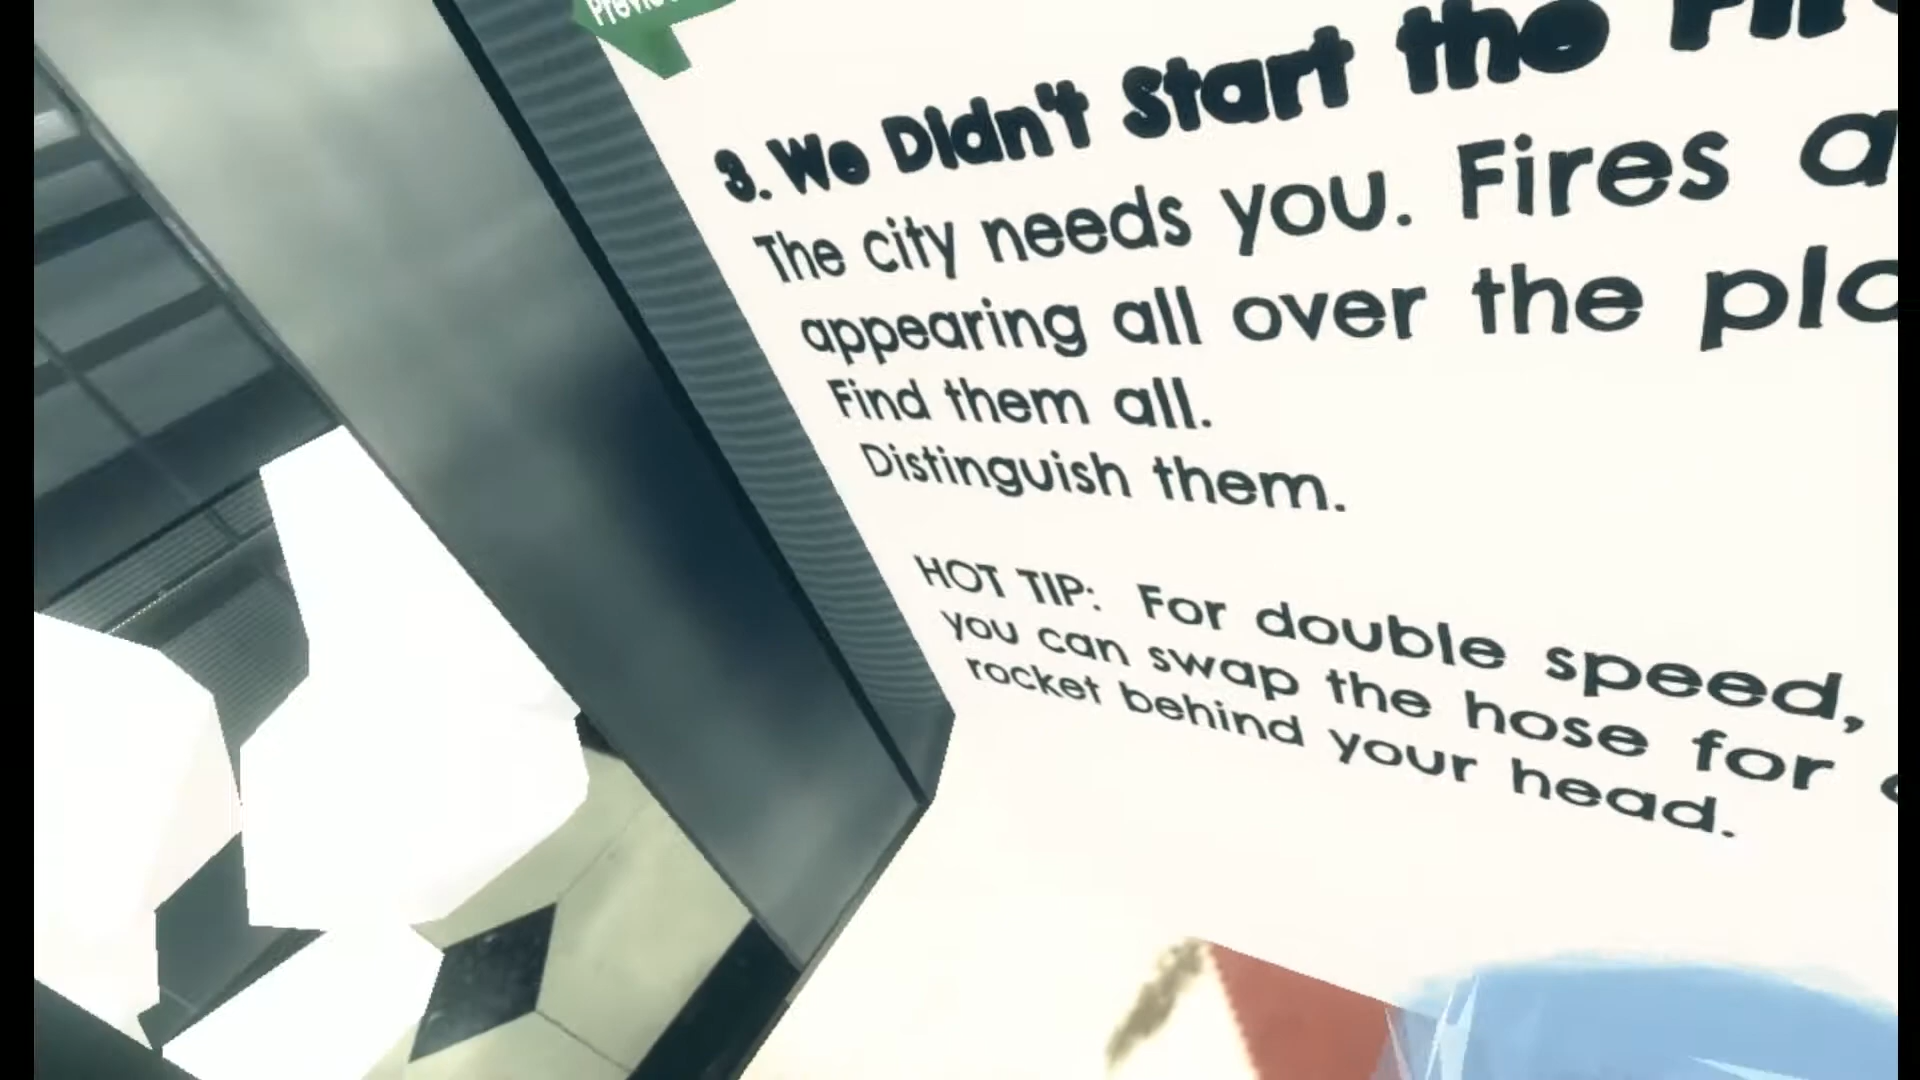 3. We Didn't Start the
The city needs you. Fires
appearing all over the
Find them all.
Distinguish them.
HOT TIP: For double speed,
you can swap the hose for
rocket behind your head.